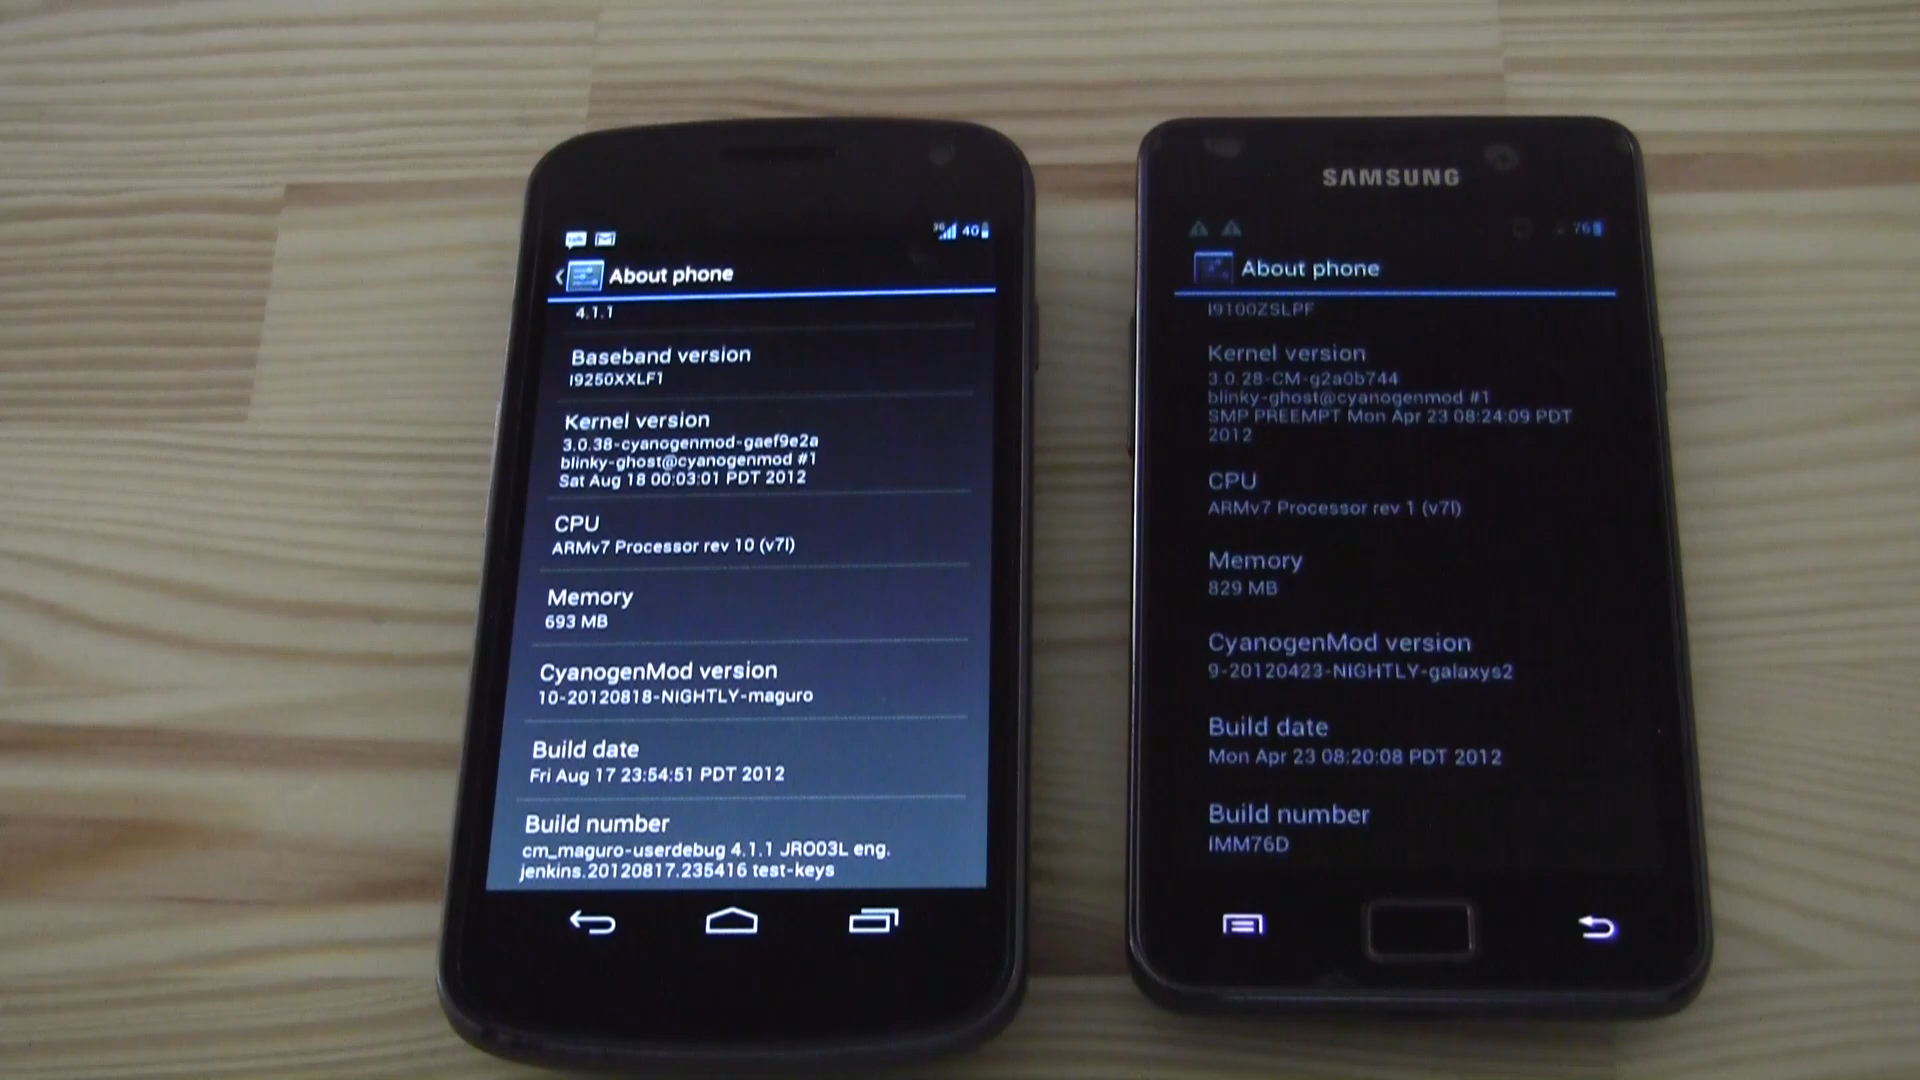 3G 40
About phone
4.1.1
Baseband version
I9250XXLF1
Kernel version
3.0.38-cyanogenmod-gaef9e2a
blinky-ghost@cyanogenmod #1
Sat Aug 18 00:03:01 PDT 2012
CPU
ARMv7 Processor rev 10 (v7l)
Memory
693 MB
CyanogenMod version
10-20120818-NIGHTLY-maguro
Build date
Fri Aug 17 23:54:51 PDT 2012
Build number
cm_maguro-userdebug 4.1.1 JRO03L eng.
jenkins.20120817.235416 test-keys
SAMSUNG
76
About phone
I9100ZSLPF
Kernel version
3.0.28-CM-g2a0b744
blinky-ghost@cyanogenmod #1
SMP PREEMPT Mon Apr 23 08:24:09 PDT
2012
CPU
ARMv7 Processor rev 1 (v7l)
Memory
829 MB
CyanogenMod version
9-20120423-NIGHTLY-galaxys2
Build date
Mon Apr 23 08:20:08 PDT 2012
Build number
IMM76D